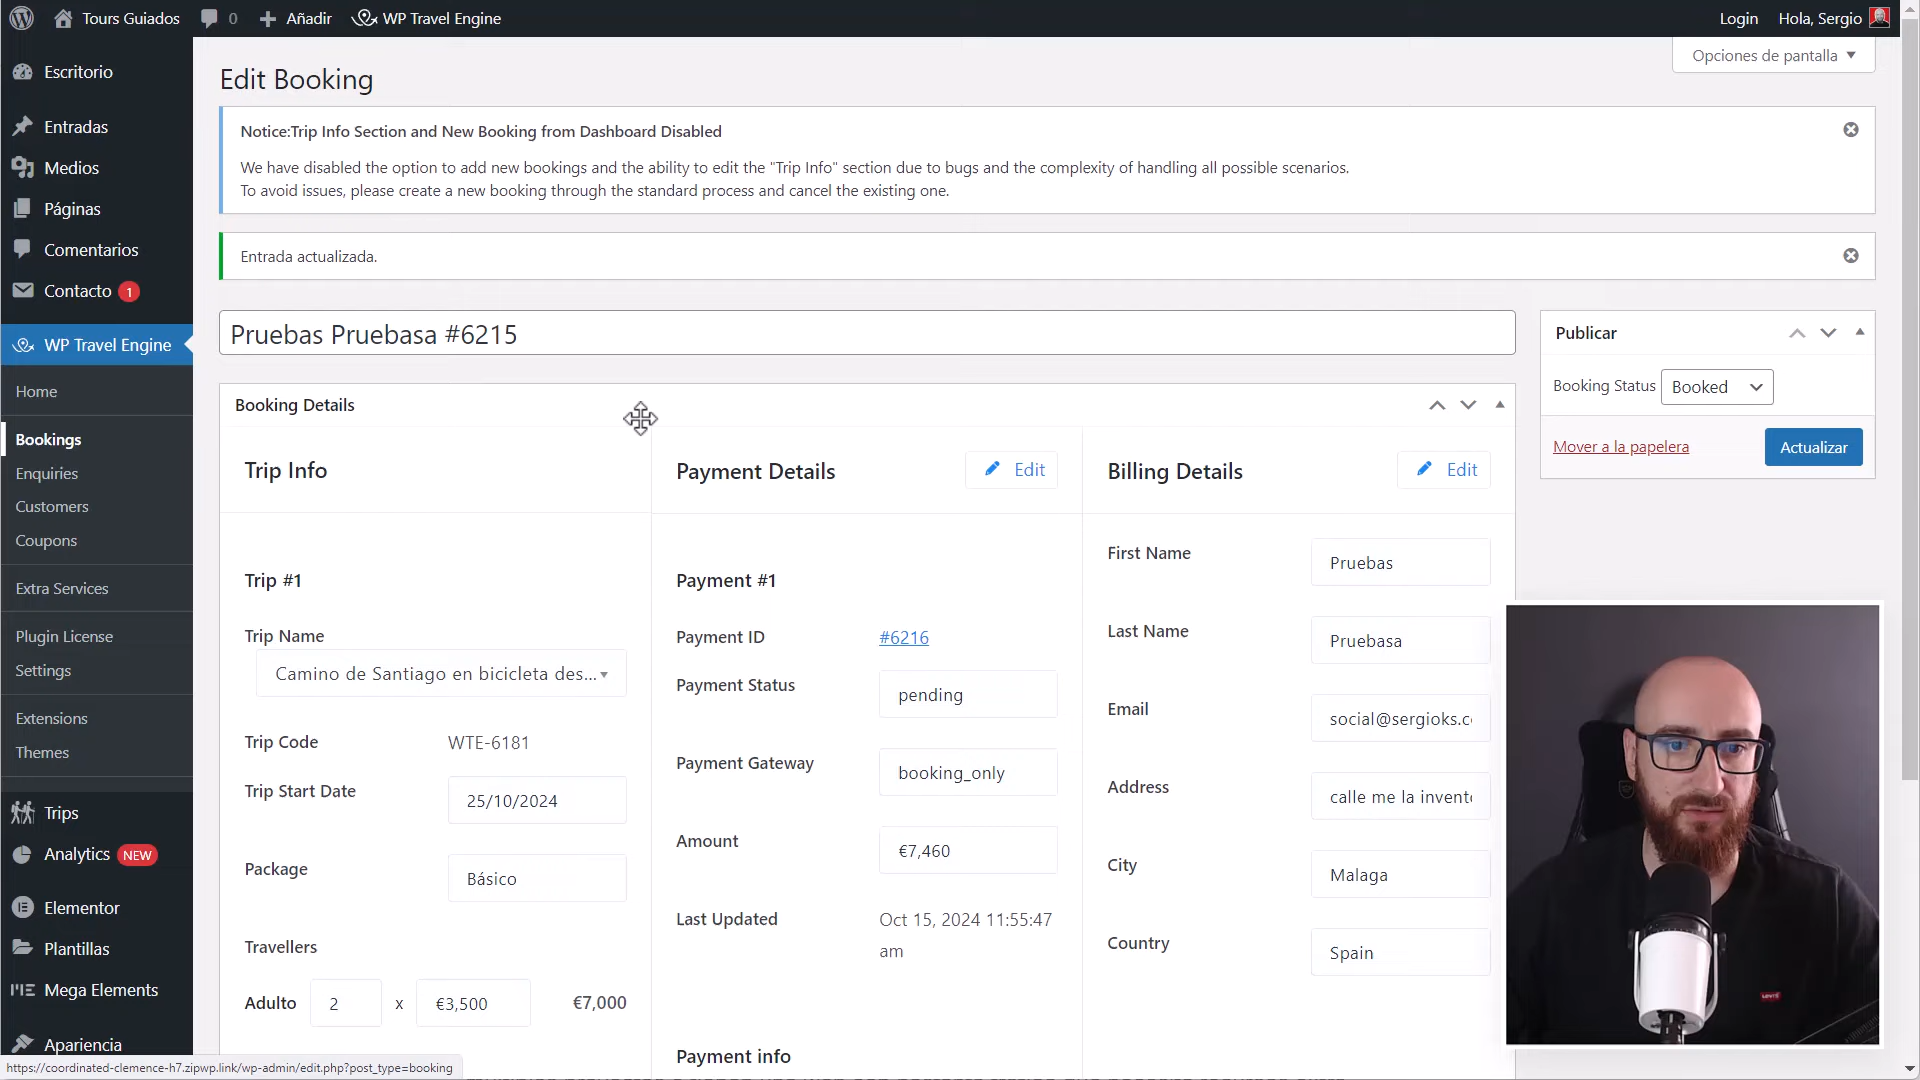 Tours Guiados
0
Añadir
WP Travel Engine
Login
Hola, Sergio
Opciones de pantalla
Escritorio
Entradas
Medios
Páginas
Comentarios
Contacto 1
WP Travel Engine
Home
Bookings
Enquiries
Customers
Coupons
Extra Services
Plugin License
Settings
Extensions
Themes
Trips
Analytics NEW
Elementor
Plantillas
Mega Elements
Apariencia
Edit Booking
Notice:Trip Info Section and New Booking from Dashboard Disabled
We have disabled the option to add new bookings and the ability to edit the "Trip Info" section due to bugs and the complexity of handling all possible scenarios.
To avoid issues, please create a new booking through the standard process and cancel the existing one.
Entrada actualizada.
Pruebas Pruebasa #6215
Booking Details
Trip Info
Trip #1
Trip Name
Camino de Santiago en bicicleta des...
Trip Code WTE-6181
Trip Start Date 25/10/2024
Package Básico
Travellers
Adulto 2 x €3,500 €7,000
Payment Details Edit
Payment #1
Payment ID #6216
Payment Status pending
Payment Gateway booking_only
Amount €7,460
Last Updated Oct 15, 2024 11:55:47
am
Payment info
Billing Details Edit
First Name Pruebas
Last Name Pruebasa
Email social@sergioks.c
Address calle me la invent
City Malaga
Country Spain
Publicar
Booking Status Booked
Mover a la papelera Actualizar
Levi's
https://coordinated-clemence-h7.zipwp.link/wp-admin/edit.php?post_type=booking